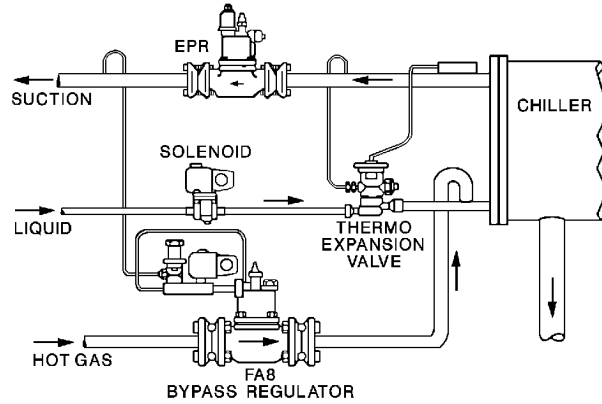 EPR
SUCTION
CHILLER
SOLENOID
LIQUID
THERMO
EXPANSION
VALVE
HOT GAS
FA8
BYPASS REGULATOR